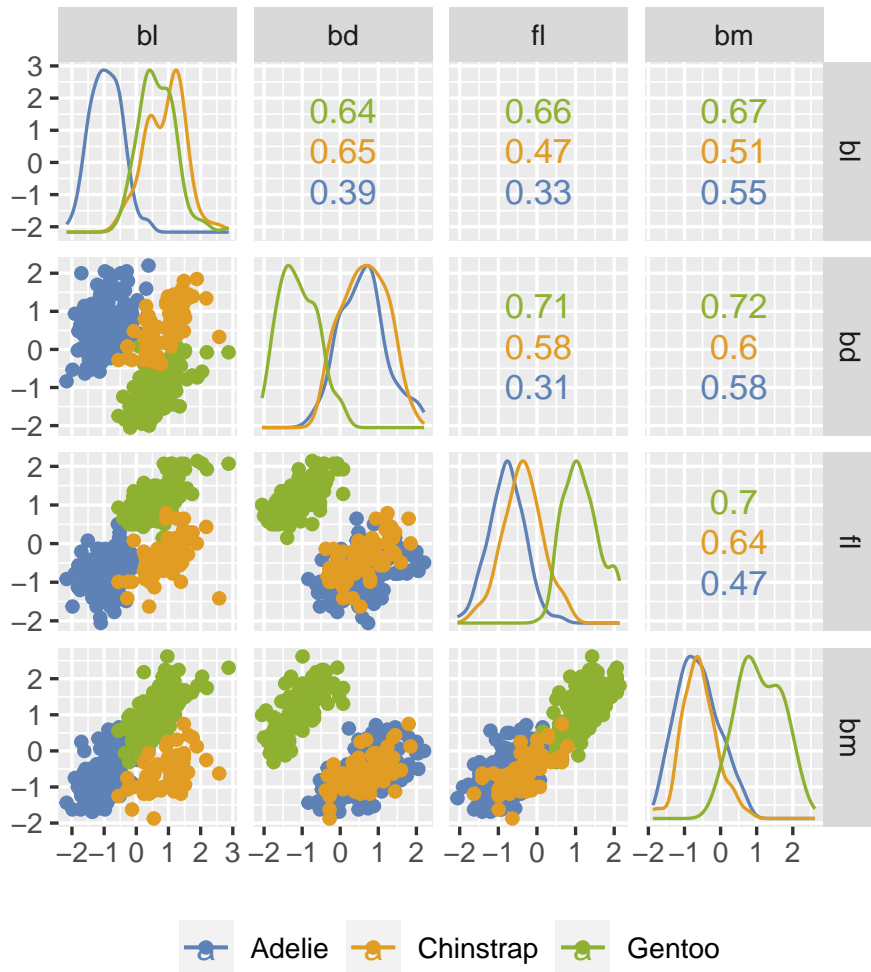 bl bd fl bm
3
2
1
0
−1
−2
0.64 0.66 0.67
0.65 0.47 0.51
0.39 0.33 0.55
bl
2
1
0
−1
−2
0.71 0.72
0.58 0.6
0.31 0.58
bd
2
1
0
−1
−2
0.7
0.64
0.47
fl
2
1
0
−1
−2
bm
−2 −1 0 1 2 3 −2 −1 0 1 2 −2 −1 0 1 2 −2 −1 0 1 2
a Adelie a Chinstrap a Gentoo